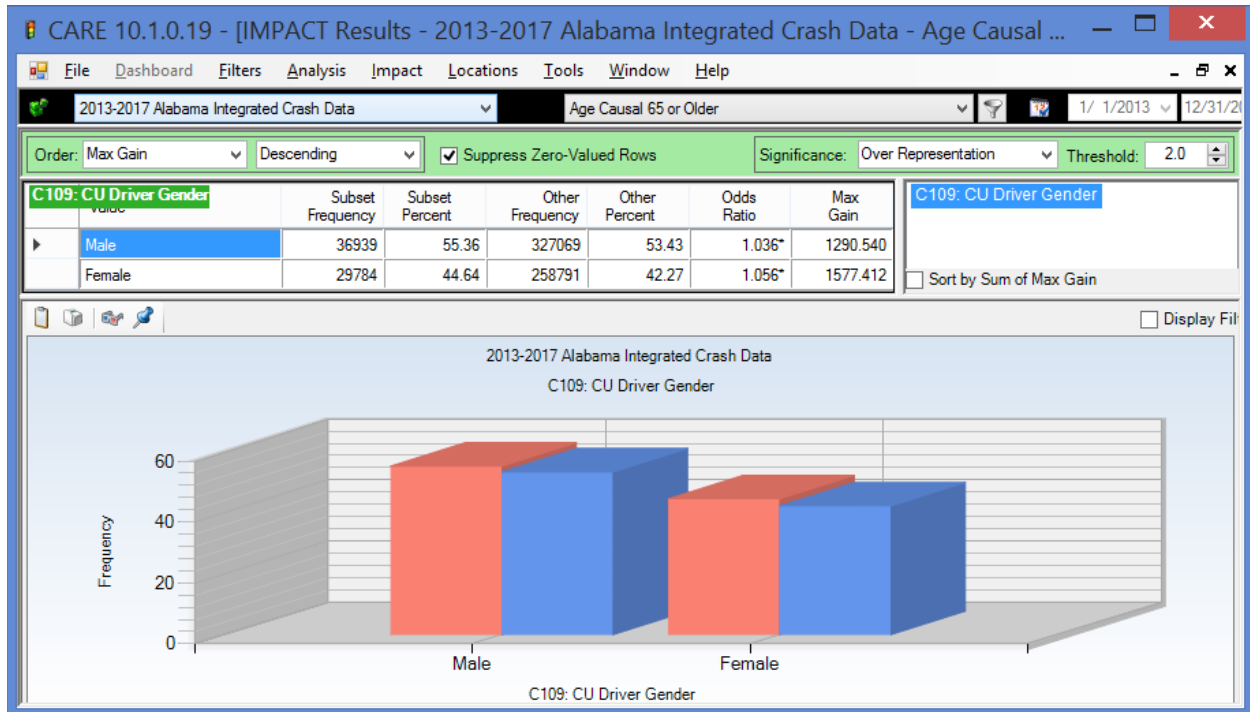 CARE 10.1.0.19 - [IMPACT Results - 2013-2017 Alabama Integrated Crash Data - Age Causal ...
File Dashboard Filters Analysis Impact Locations Tools Window Help
2013-2017 Alabama Integrated Crash Data Age Causal 65 or Older 1/ 1/2013 12/31/20
Order: Max Gain Descending Suppress Zero-Valued Rows Significance: Over Representation Threshold: 2.0
C109: CU Driver Gender Subset Frequency Subset Percent Other Frequency Other Percent Odds Ratio Max Gain C109: CU Driver Gender
Male 36939 55.36 327069 53.43 1.036* 1290.540
Female 29784 44.64 258791 42.27 1.056* 1577.412 Sort by Sum of Max Gain
Display Filt
2013-2017 Alabama Integrated Crash Data
C109: CU Driver Gender
60
40
20
0
Frequency
Male Female
C109: CU Driver Gender